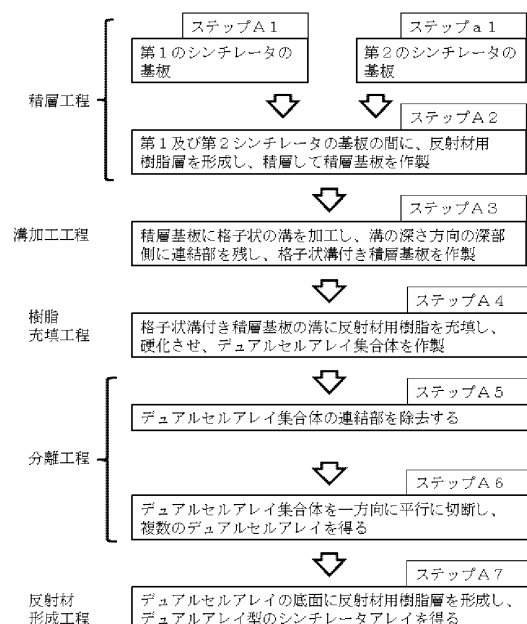 ステップA1
ステップa1
第1のシンチレータの
基板
第2のシンチレータの
基板
積層工程
ステップA2
第1及び第2シンチレータの基板の間に、反射材用
樹脂層を形成し、積層して積層基板を作製
ステップA3
溝加工工程
積層基板に格子状の溝を加工し、溝の深さ方向の深部
側に連結部を残し、格子状溝付き積層基板を作製
ステップA4
樹脂
充填工程
格子状溝付き積層基板の溝に反射材用樹脂を充填し、
硬化させ、デュアルセルアレイ集合体を作製
ステップA5
デュアルセルアレイ集合体の連結部を除去する
分離工程
ステップA6
デュアルセルアレイ集合体を一方向に平行に切断し、
複数のデュアルセルアレイを得る
ステップA7
反射材
形成工程
デュアルセルアレイの底面に反射材用樹脂層を形成し、
デュアルアレイ型のシンチレータアレイを得る